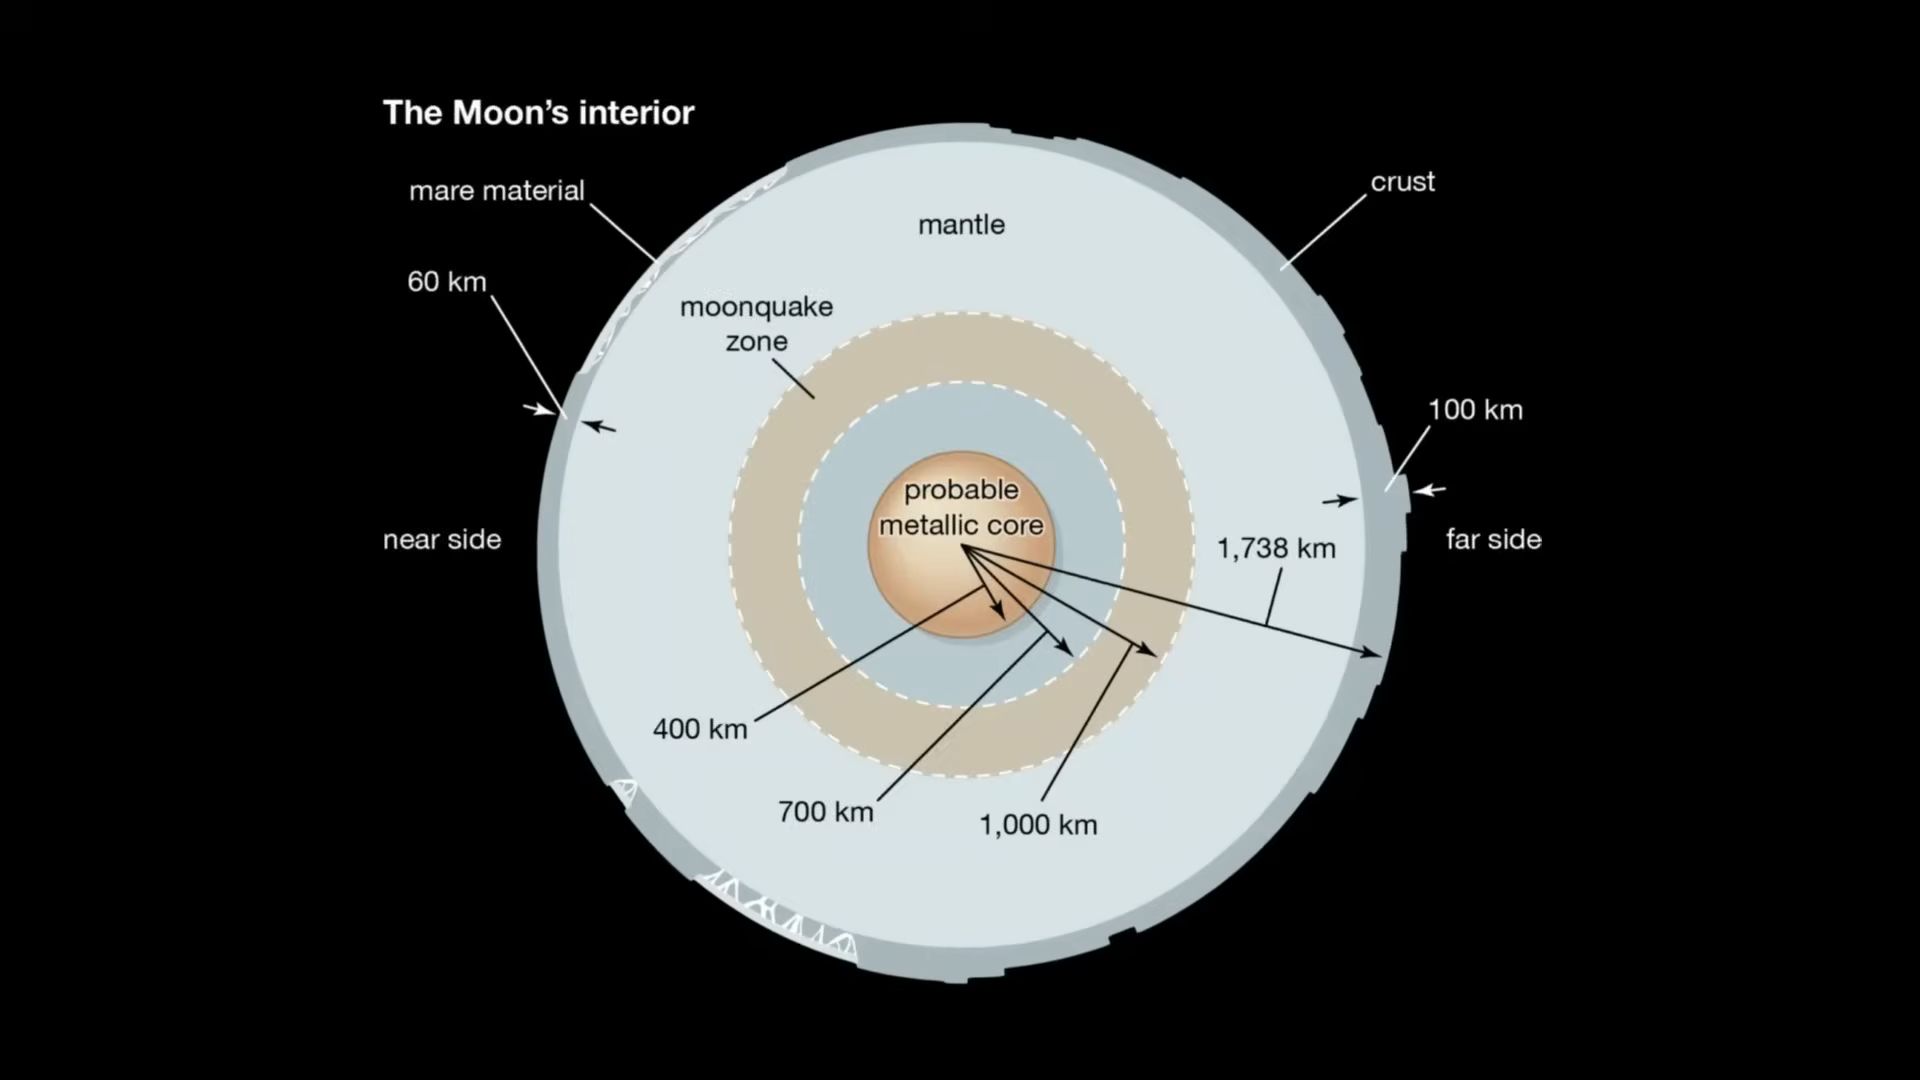 The Moon’s interior
mare material
crust
mantle
60 km
moonquake
zone
100 km
probable
metallic core
near side
far side
1,738 km
400 km
700 km
1,000 km